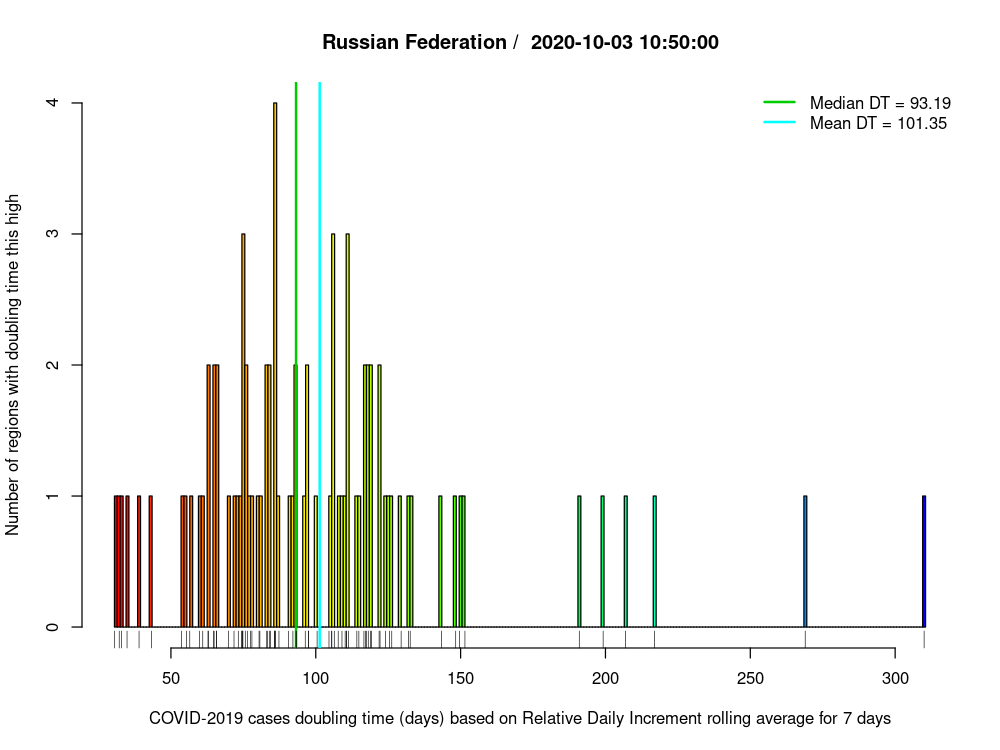 Russian Federation / 2020-10-03 10:50:00
Median DT = 93.19
Mean DT = 101.35
Number of regions with doubling time this high
4
3
2
1
0
50 100 150 200 250 300
COVID-2019 cases doubling time (days) based on Relative Daily Increment rolling average for 7 days